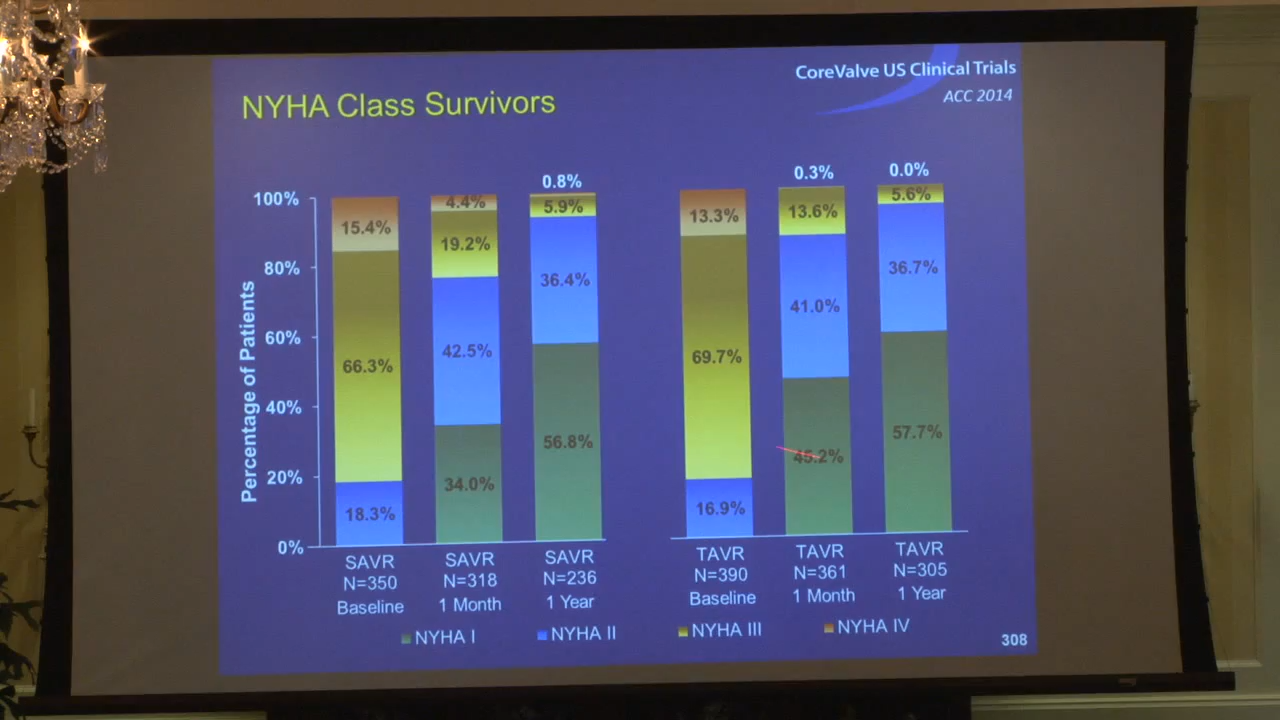 CoreValve US Clinical Trials
ACC 2014
NYHA Class Survivors
Percentage of Patients
100%
80%
60%
40%
20%
0%
15.4%
66.3%
18.3%
4.4%
19.2%
42.5%
34.0%
0.8%
5.9%
36.4%
56.8%
13.3%
69.7%
16.9%
0.3%
13.6%
41.0%
45.2%
0.0%
5.6%
36.7%
57.7%
SAVR
N=350
Baseline
SAVR
N=318
1 Month
SAVR
N=236
1 Year
TAVR
N=390
Baseline
TAVR
N=361
1 Month
TAVR
N=305
1 Year
NYHA I
NYHA II
NYHA III
NYHA IV
308